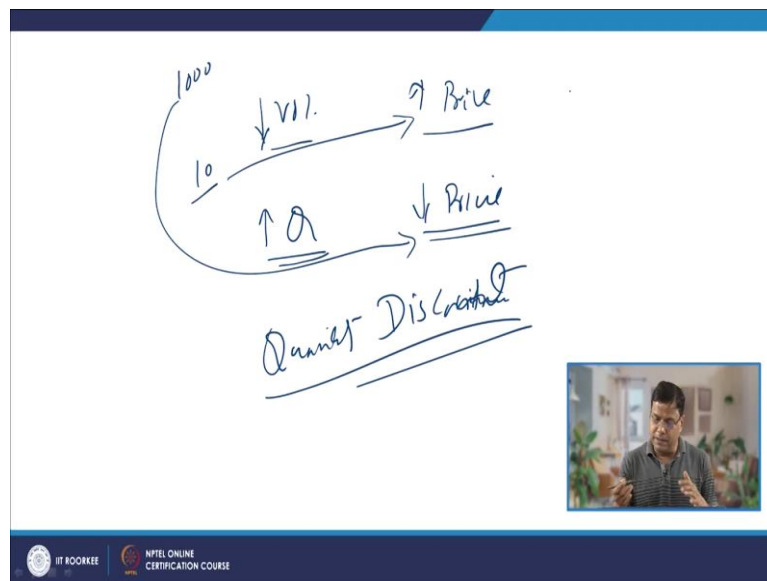 1000
↓ Vol. → ↑ Price
10
↑ Q → ↓ Price
Quantity Discount
IIT ROORKEE
NPTEL ONLINE
CERTIFICATION COURSE